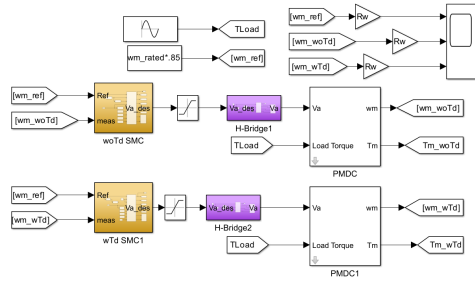 TLoad
[wm_ref]
Rw
[wm_woTd]
Rw
wm_rated*.85
[wm_ref]
[wm_wTd]
Rw
[wm_ref]
Ref
[wm_woTd]
meas
Va_des
woTd SMC
Va_des
Va
H-Bridge1
TLoad
Va
wm
Load Torque
Tm
PMDC
[wm_woTd]
Tm_woTd
[wm_ref]
Ref
[wm_wTd]
meas
Va_des
wTd SMC1
Va_des
Va
H-Bridge2
TLoad
Va
wm
Load Torque
Tm
PMDC1
[wm_wTd]
Tm_wTd